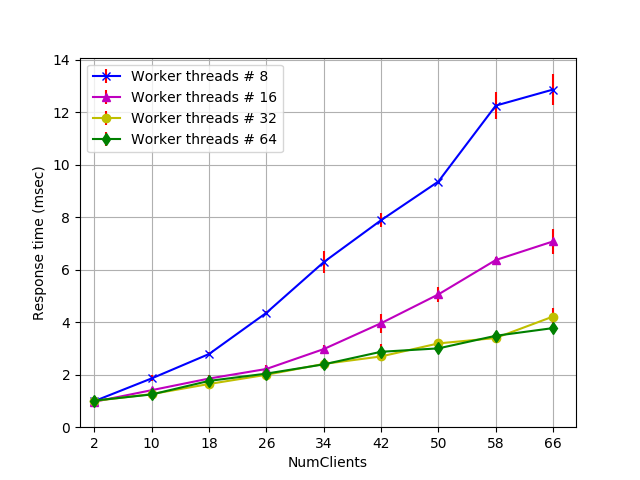 14
12
10
8
6
4
2
0
Response time (msec)
Worker threads # 8
Worker threads # 16
Worker threads # 32
Worker threads # 64
2 10 18 26 34 42 50 58 66
NumClients